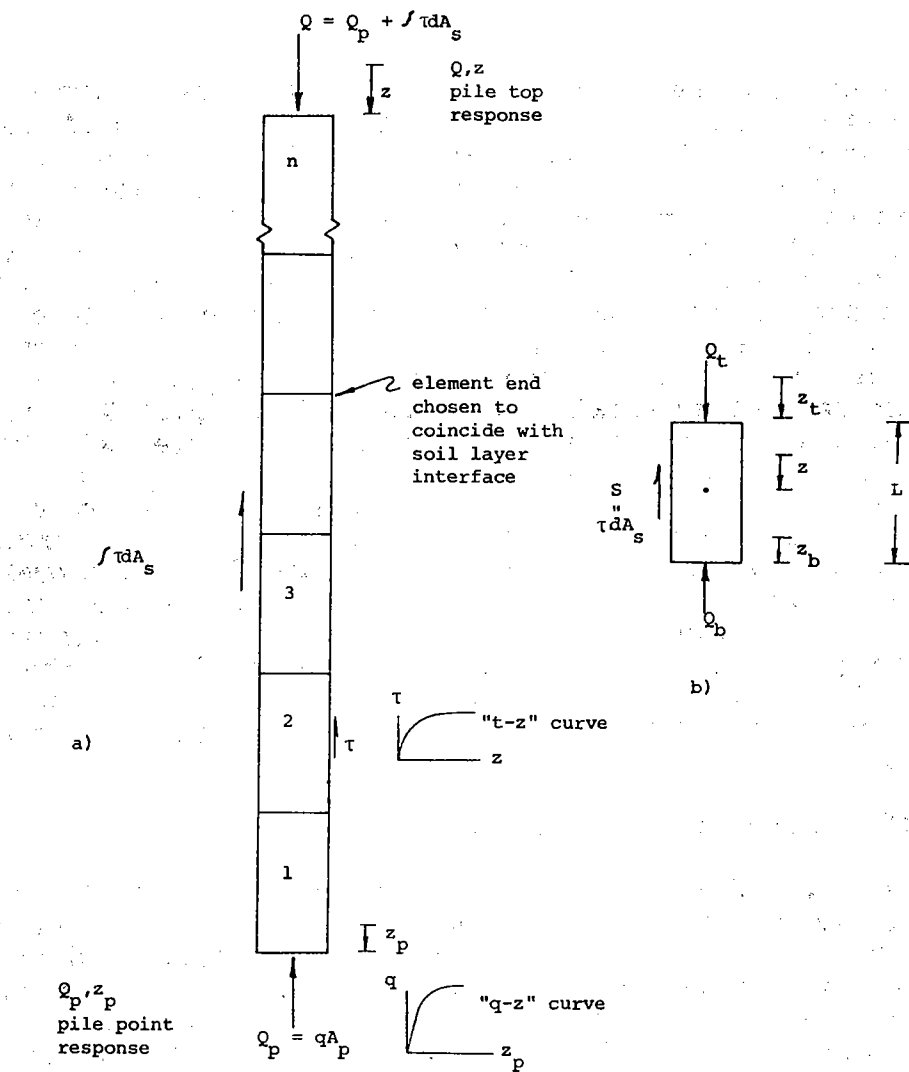 Q = Q_p + ∫ τdA_s
z
Q,z
pile top
response
n
element end
chosen to
coincide with
soil layer
interface
∫ τdA_s
3
2
τ
τ
"t-z" curve
z
a)
1
z_p
Q_p,z_p
pile point
response
Q_p = qA_p
q
"q-z" curve
z_p
Q_t
z_t
z
L
S
"
τdA_s
z_b
Q_b
b)